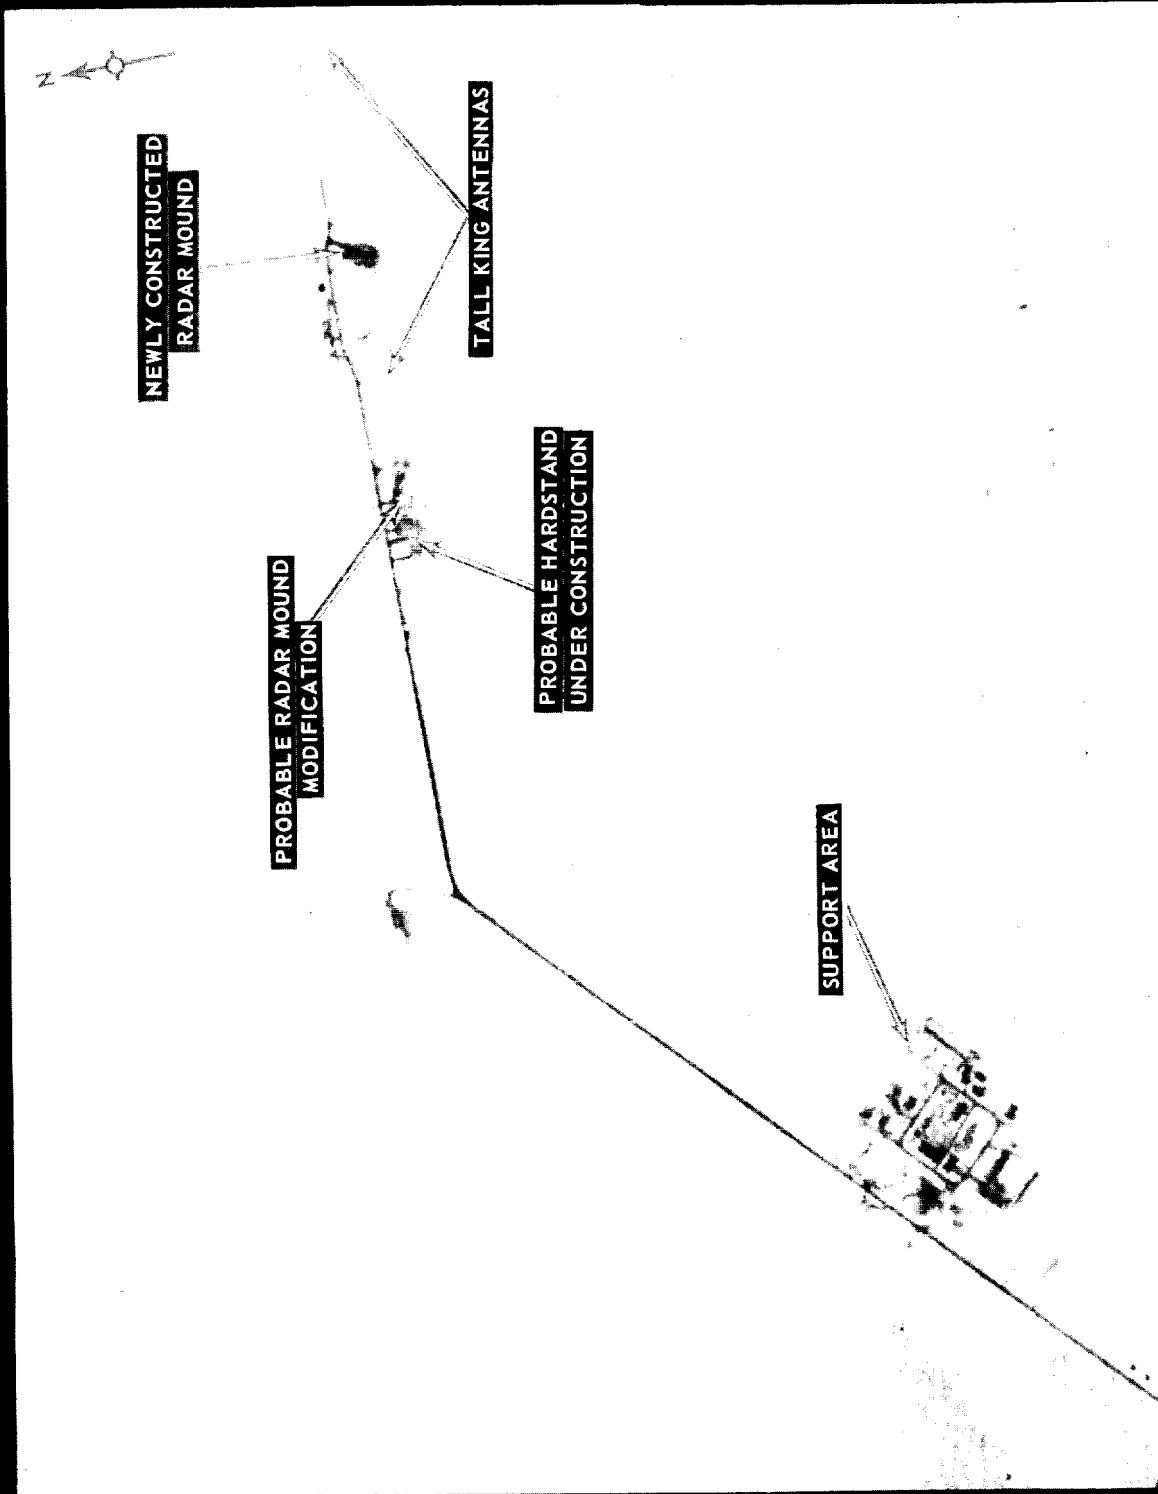 N
NEWLY CONSTRUCTED
RADAR MOUND
TALL KING ANTENNAS
PROBABLE RADAR MOUND
MODIFICATION
PROBABLE HARDSTAND
UNDER CONSTRUCTION
SUPPORT AREA